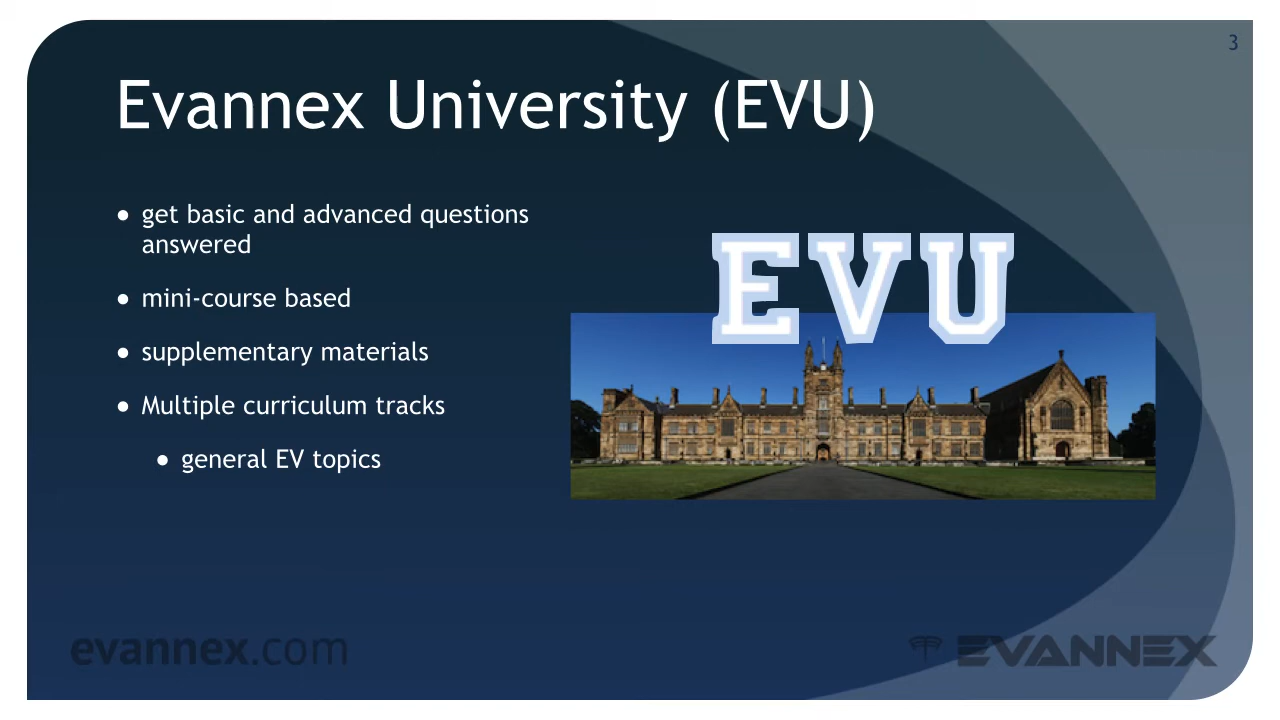 3
Evannex University (EVU)
● get basic and advanced questions
answered
● mini-course based
● supplementary materials
● Multiple curriculum tracks
● general EV topics
EVU
evannex.com
EVANNEX